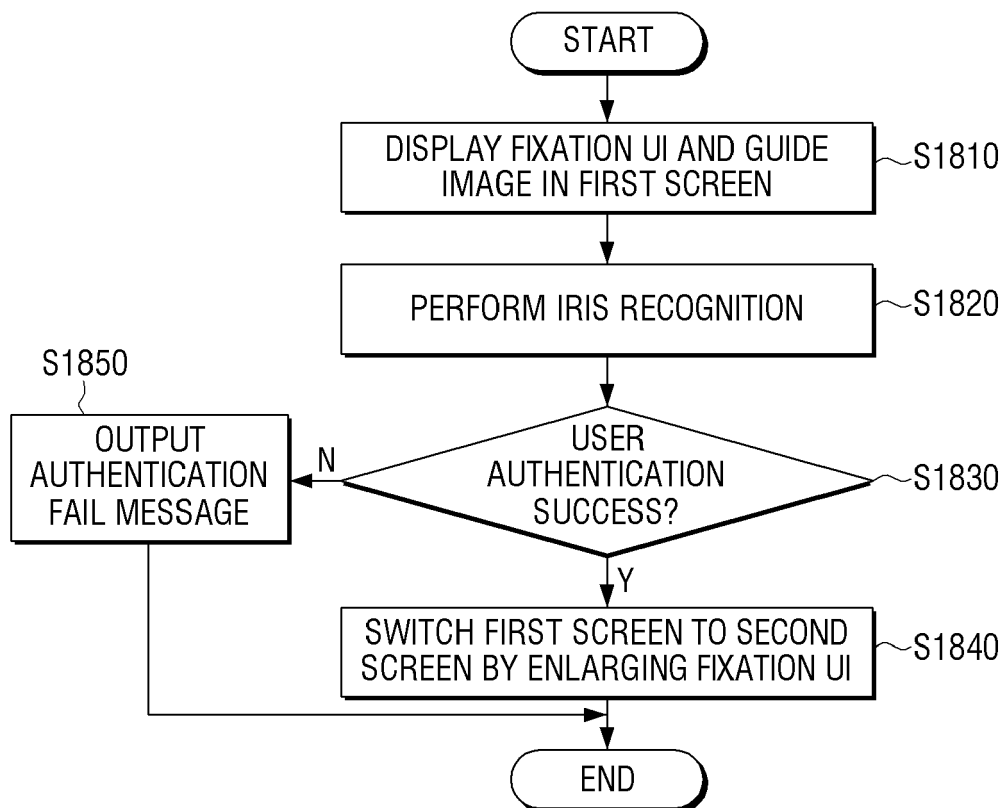 START
DISPLAY FIXATION UI AND GUIDE
IMAGE IN FIRST SCREEN
S1810
PERFORM IRIS RECOGNITION
S1820
S1850
OUTPUT
AUTHENTICATION
FAIL MESSAGE
N
USER
AUTHENTICATION
SUCCESS?
S1830
Y
SWITCH FIRST SCREEN TO SECOND
SCREEN BY ENLARGING FIXATION UI
S1840
END